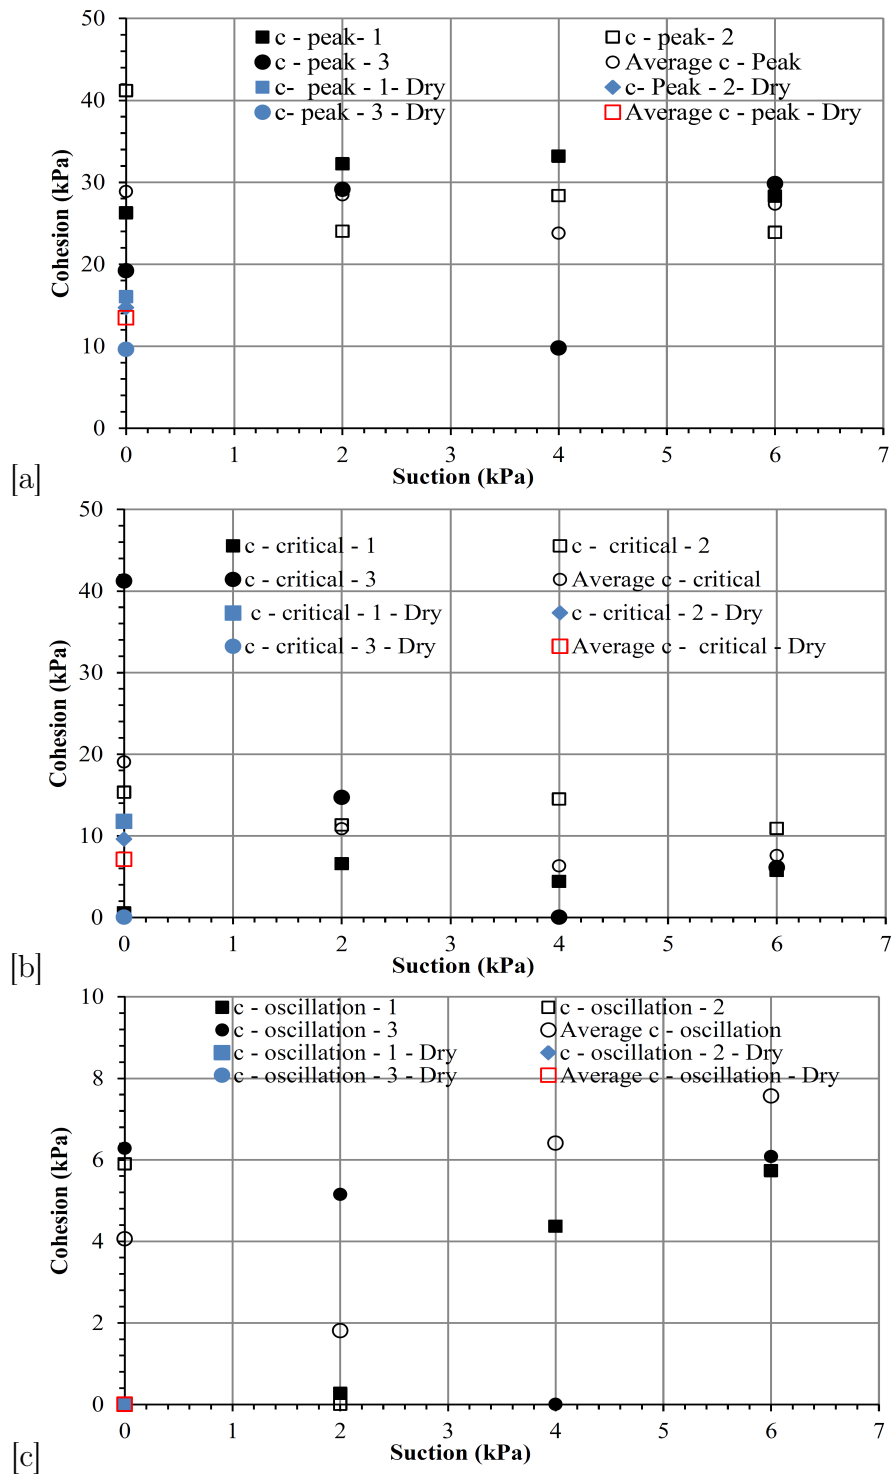 50
40
30
20
10
0
Cohesion (kPa)
c - peak- 1
c - peak- 2
c - peak - 3
Average c - Peak
c- peak - 1- Dry
c- Peak - 2- Dry
c- peak - 3 - Dry
Average c - peak - Dry
0 1 2 3 4 5 6 7
Suction (kPa)
[a]
50
40
30
20
10
0
Cohesion (kPa)
c - critical - 1
c - critical - 2
c - critical - 3
Average c - critical
c - critical - 1 - Dry
c - critical - 2 - Dry
c - critical - 3 - Dry
Average c - critical - Dry
0 1 2 3 4 5 6 7
Suction (kPa)
[b]
10
8
6
4
2
0
Cohesion (kPa)
c - oscillation - 1
c - oscillation - 2
c - oscillation - 3
Average c - oscillation
c - oscillation - 1 - Dry
c - oscillation - 2 - Dry
c - oscillation - 3 - Dry
Average c - oscillation - Dry
0 1 2 3 4 5 6 7
Suction (kPa)
[c]